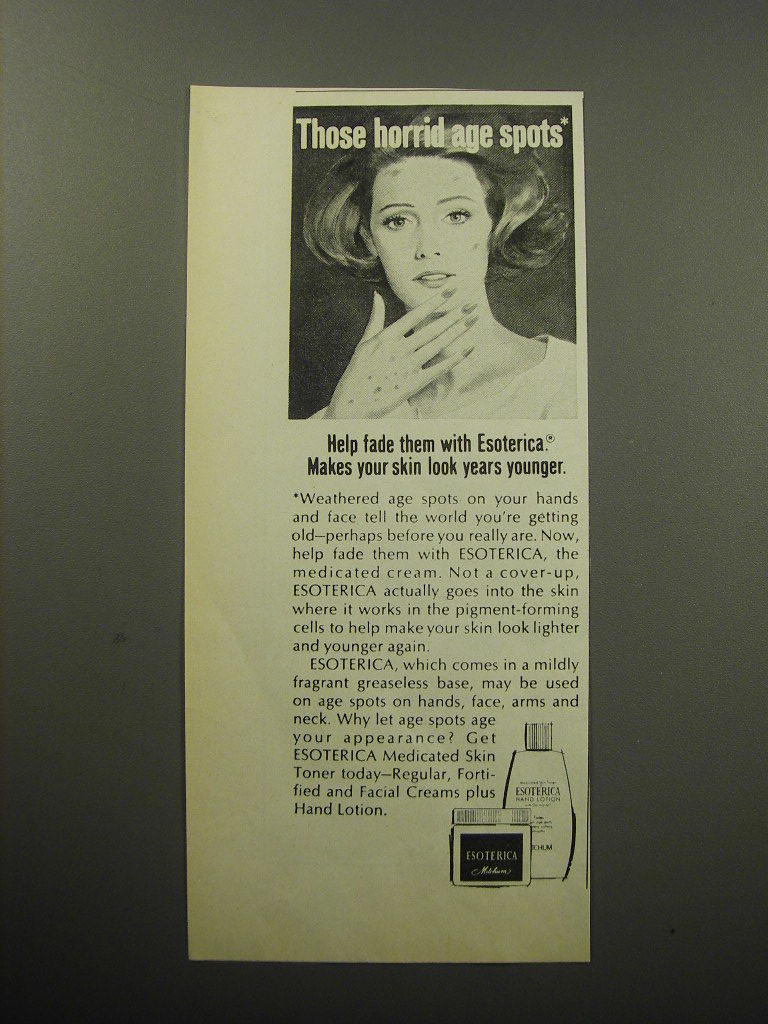 Those horrid age spots*
Help fade them with Esoterica.®
Makes your skin look years younger.
*Weathered age spots on your hands
and face tell the world you're getting
old—perhaps before you really are. Now,
help fade them with ESOTERICA, the
medicated cream. Not a cover-up,
ESOTERICA actually goes into the skin
where it works in the pigment-forming
cells to help make your skin look lighter
and younger again.
ESOTERICA, which comes in a mildly
fragrant greaseless base, may be used
on age spots on hands, face, arms and
neck. Why let age spots age
your appearance? Get
ESOTERICA Medicated Skin
Toner today—Regular, Forti-
fied and Facial Creams plus
Hand Lotion.
ESOTERICA
HAND LOTION
TCHUM
ESOTERICA
Mitchum